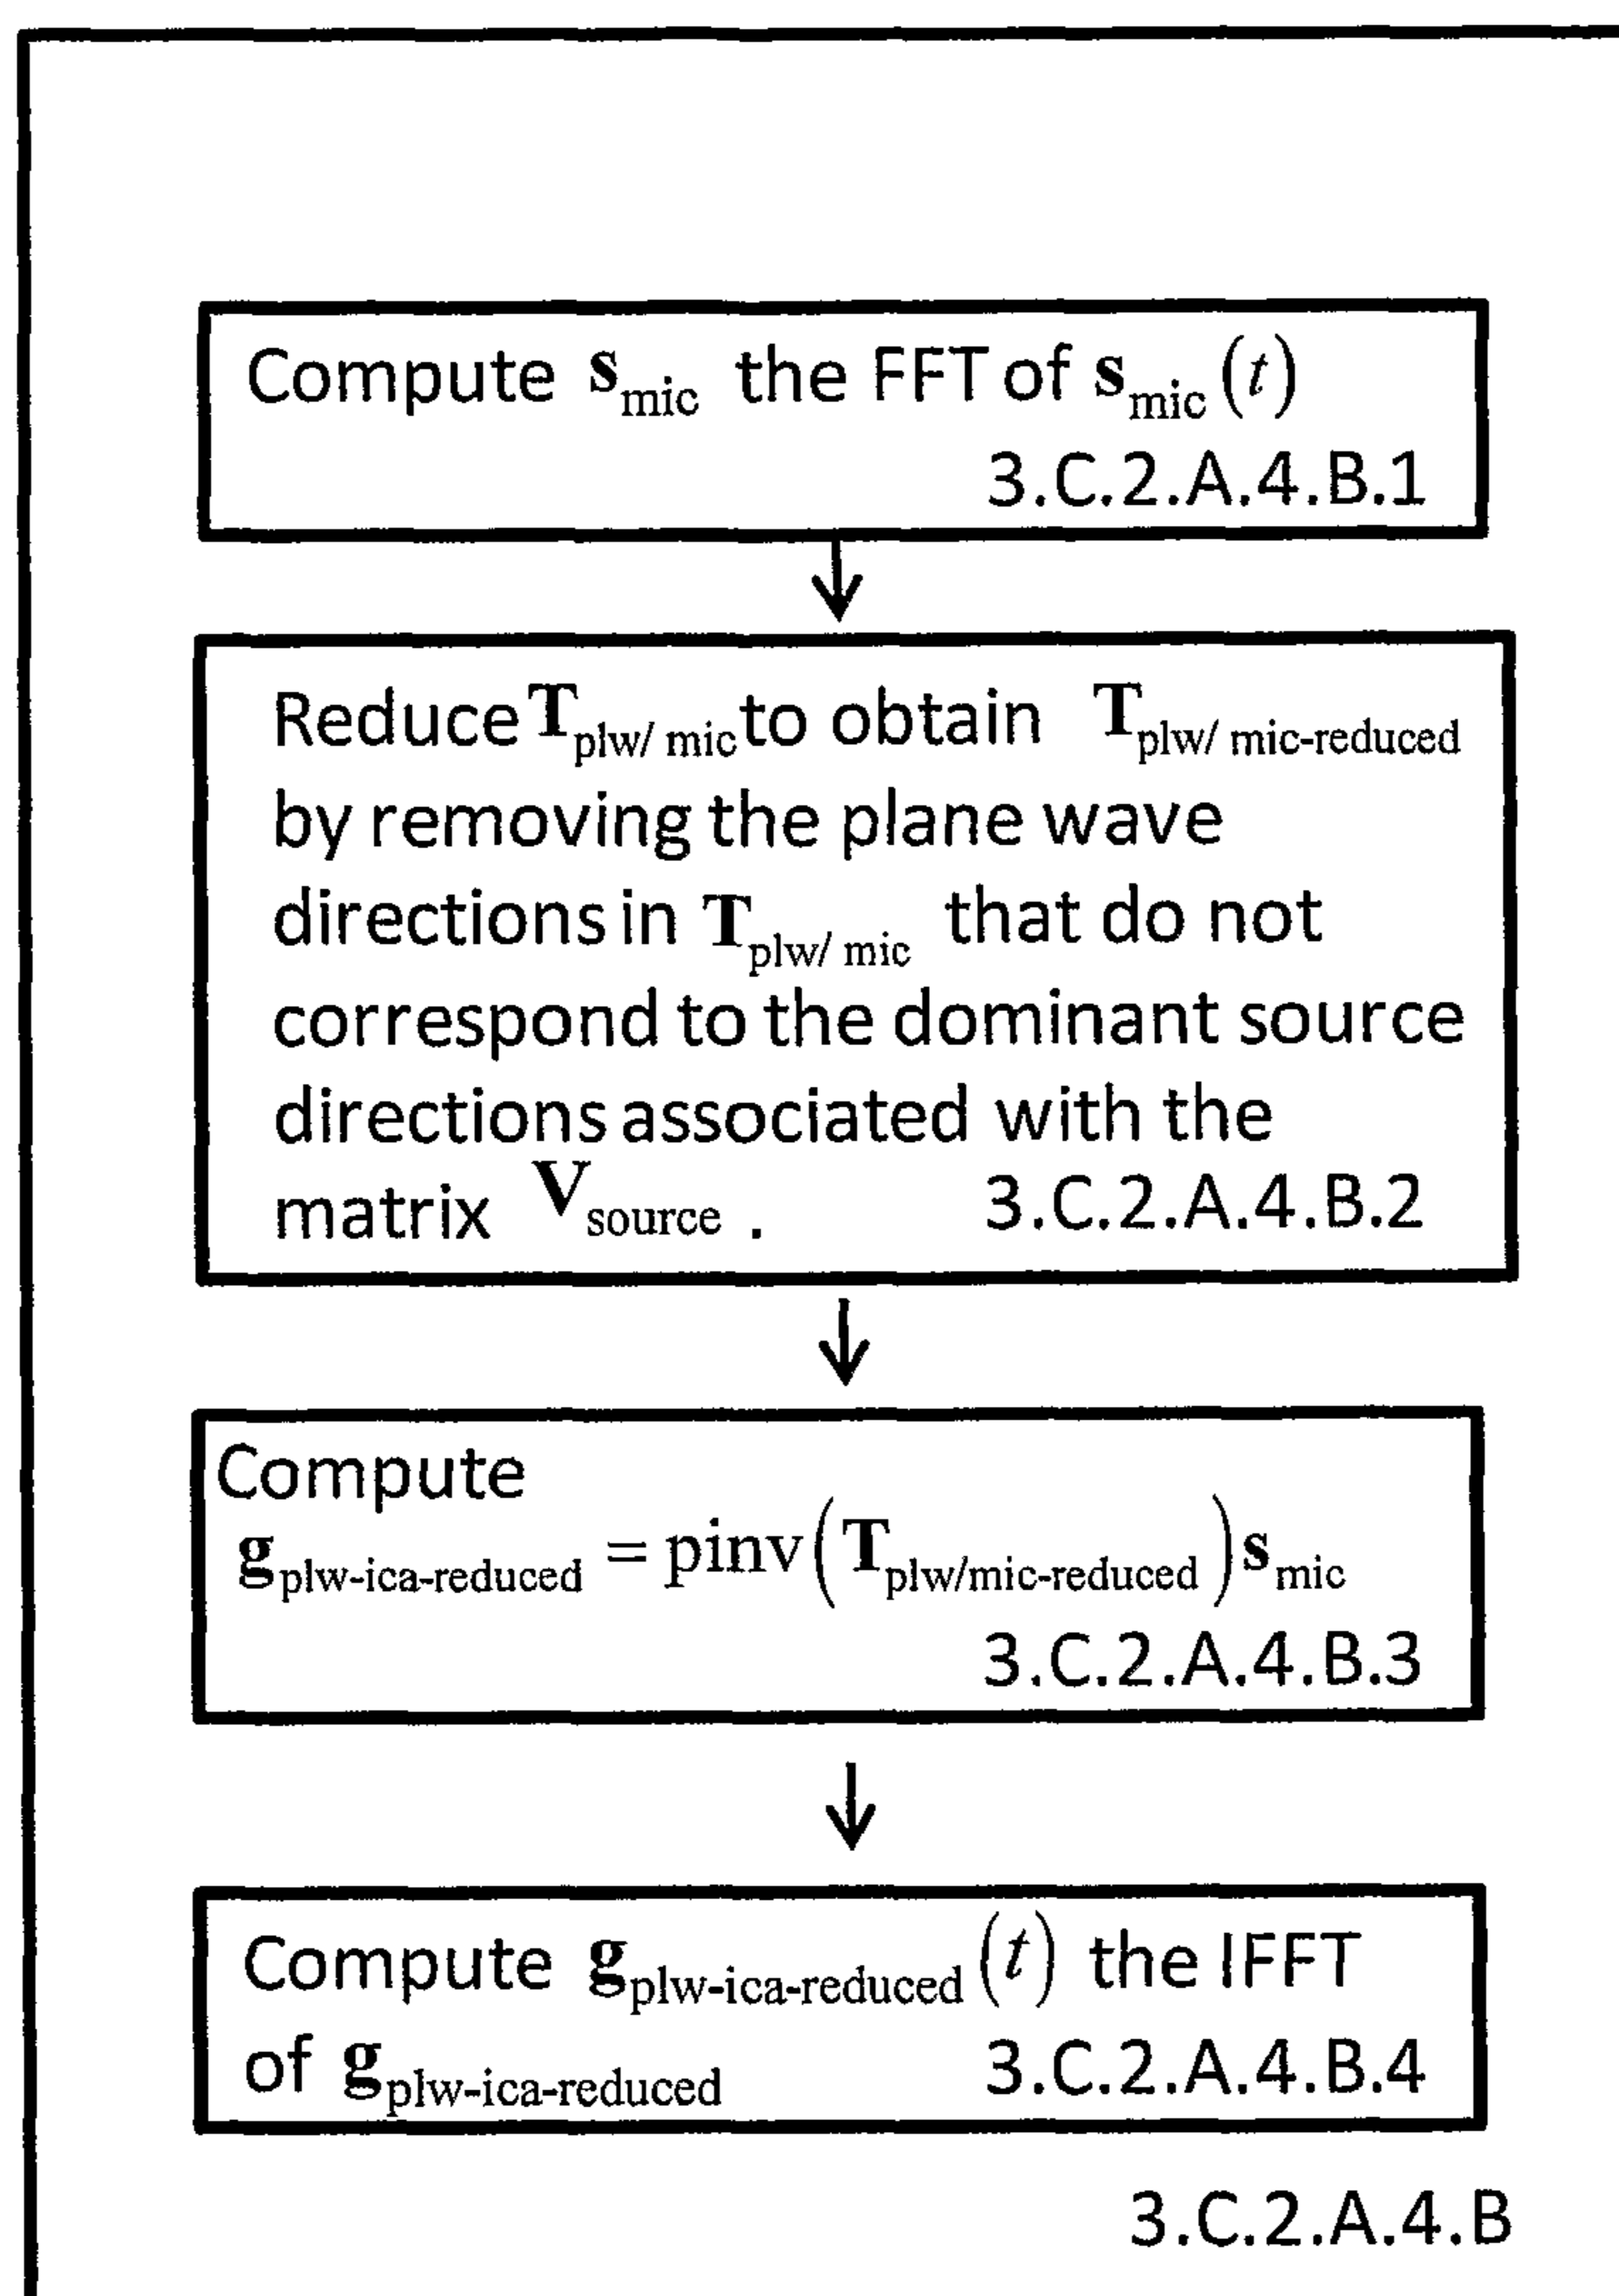 Compute s_mic the FFT of s_mic(t)
3.C.2.A.4.B.1
Reduce T_plw/ mic to obtain T_plw/ mic-reduced
by removing the plane wave
directions in T_plw/ mic that do not
correspond to the dominant source
directions associated with the
matrix V_source . 3.C.2.A.4.B.2
Compute
g_plw-ica-reduced = pinv(T_plw/mic-reduced)s_mic
3.C.2.A.4.B.3
Compute g_plw-ica-reduced(t) the IFFT
of g_plw-ica-reduced 3.C.2.A.4.B.4
3.C.2.A.4.B